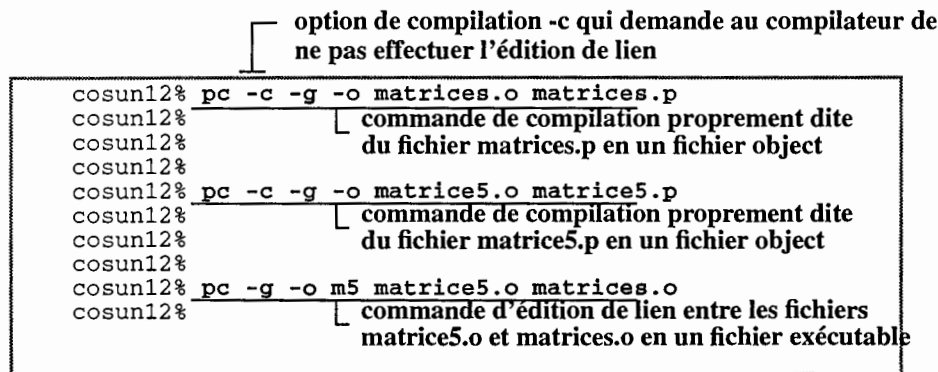 option de compilation -c qui demande au compilateur de
ne pas effectuer l'édition de lien
cosun12% pc -c -g -o matrices.o matrices.p
cosun12% commande de compilation proprement dite
cosun12% du fichier matrices.p en un fichier object
cosun12%
cosun12% pc -c -g -o matrice5.o matrice5.p
cosun12% commande de compilation proprement dite
cosun12% du fichier matrice5.p en un fichier object
cosun12%
cosun12% pc -g -o m5 matrice5.o matrices.o
cosun12% commande d'édition de lien entre les fichiers
matrice5.o et matrices.o en un fichier exécutable